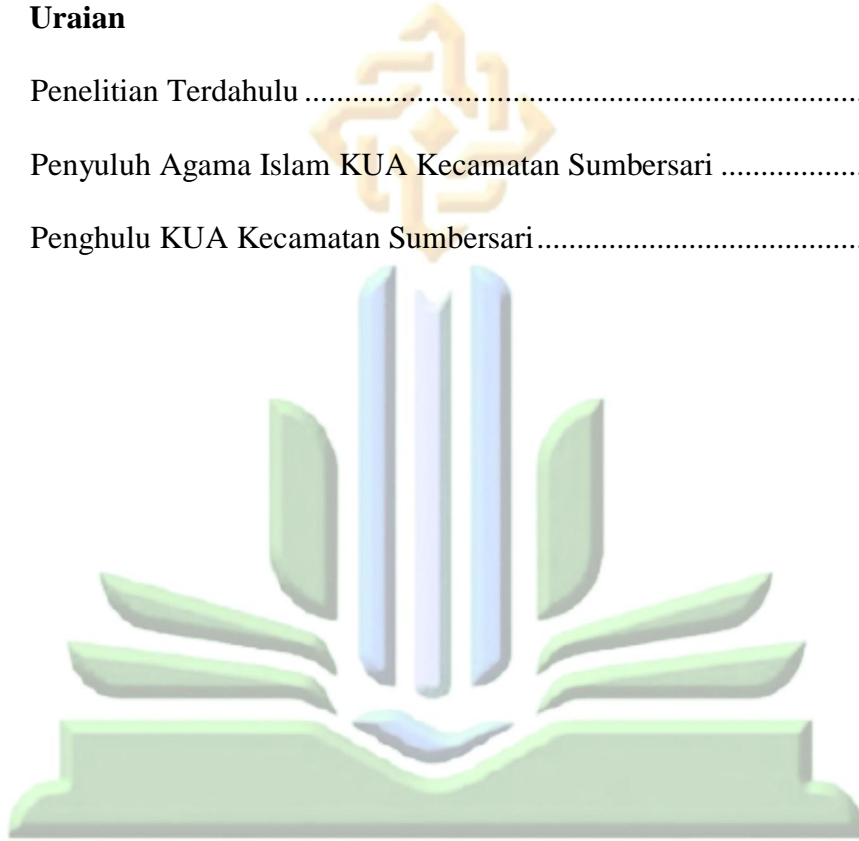 Uraian
Penelitian Terdahulu ......................................................................
Penyuluh Agama Islam KUA Kecamatan Sumbersari ..................
Penghulu KUA Kecamatan Sumbersari.........................................